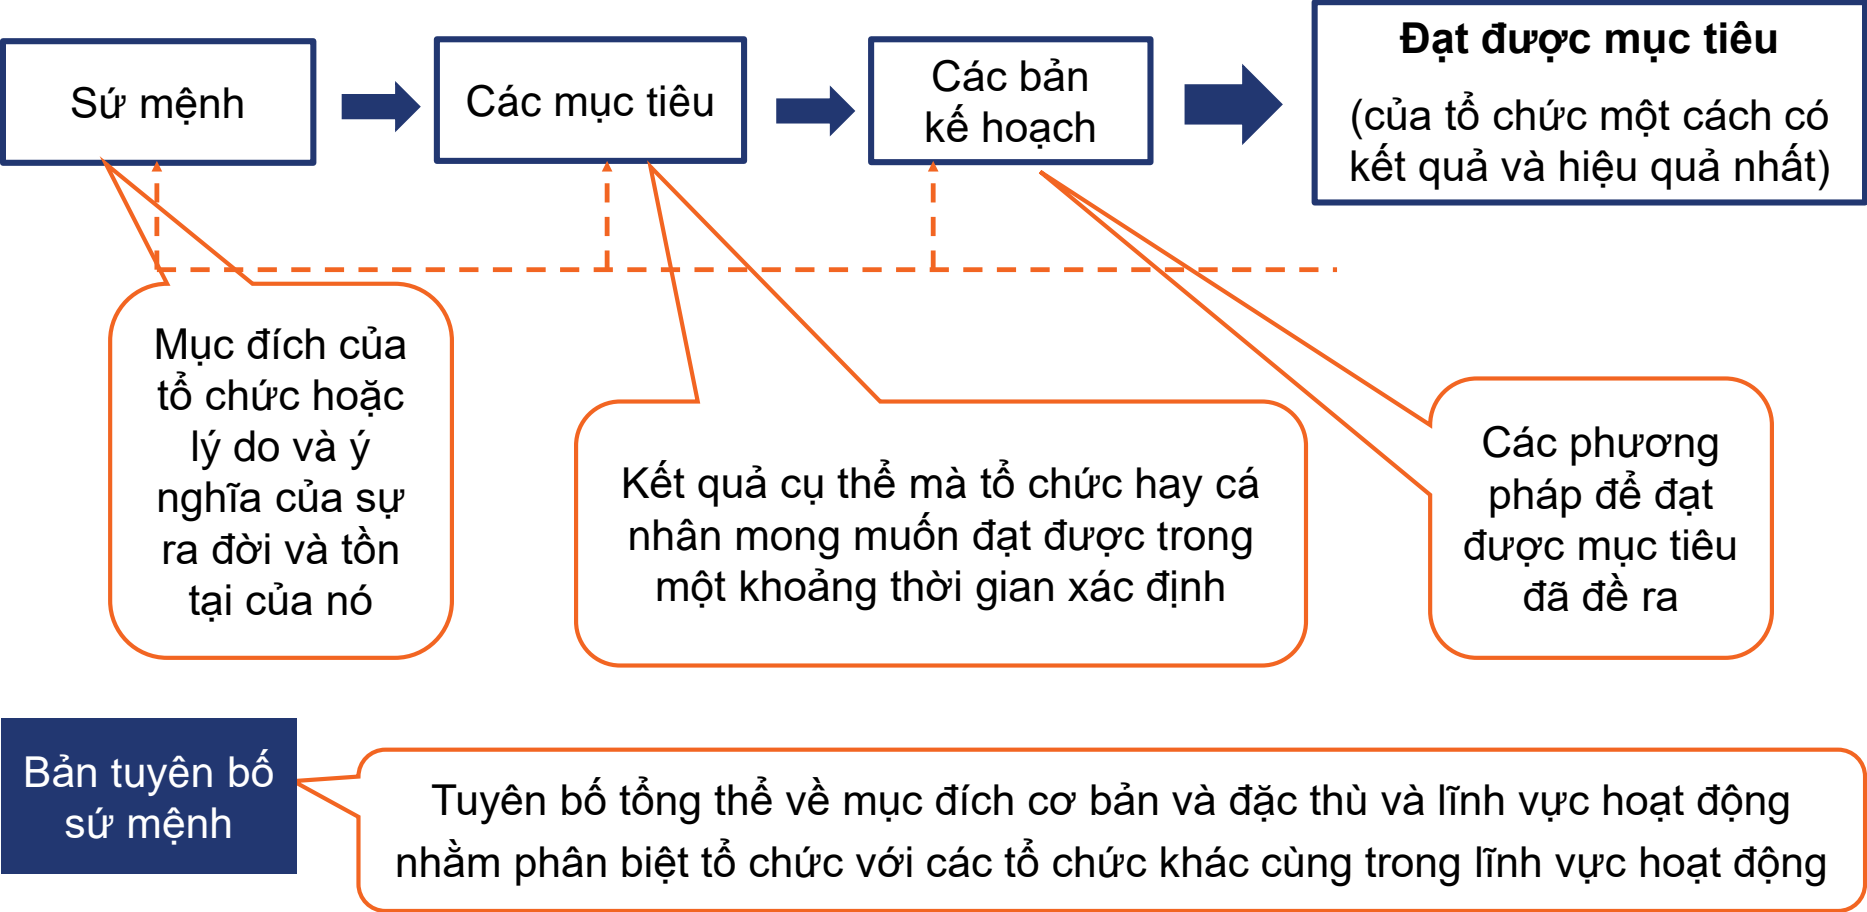 Sứ mệnh
Các mục tiêu
Các bản
kế hoạch
Đạt được mục tiêu
(của tổ chức một cách có
kết quả và hiệu quả nhất)
Mục đích của
tổ chức hoặc
lý do và ý
nghĩa của sự
ra đời và tồn
tại của nó
Kết quả cụ thể mà tổ chức hay cá
nhân mong muốn đạt được trong
một khoảng thời gian xác định
Các phương
pháp để đạt
được mục tiêu
đã đề ra
Bản tuyên bố
sứ mệnh
Tuyên bố tổng thể về mục đích cơ bản và đặc thù và lĩnh vực hoạt động
nhằm phân biệt tổ chức với các tổ chức khác cùng trong lĩnh vực hoạt động